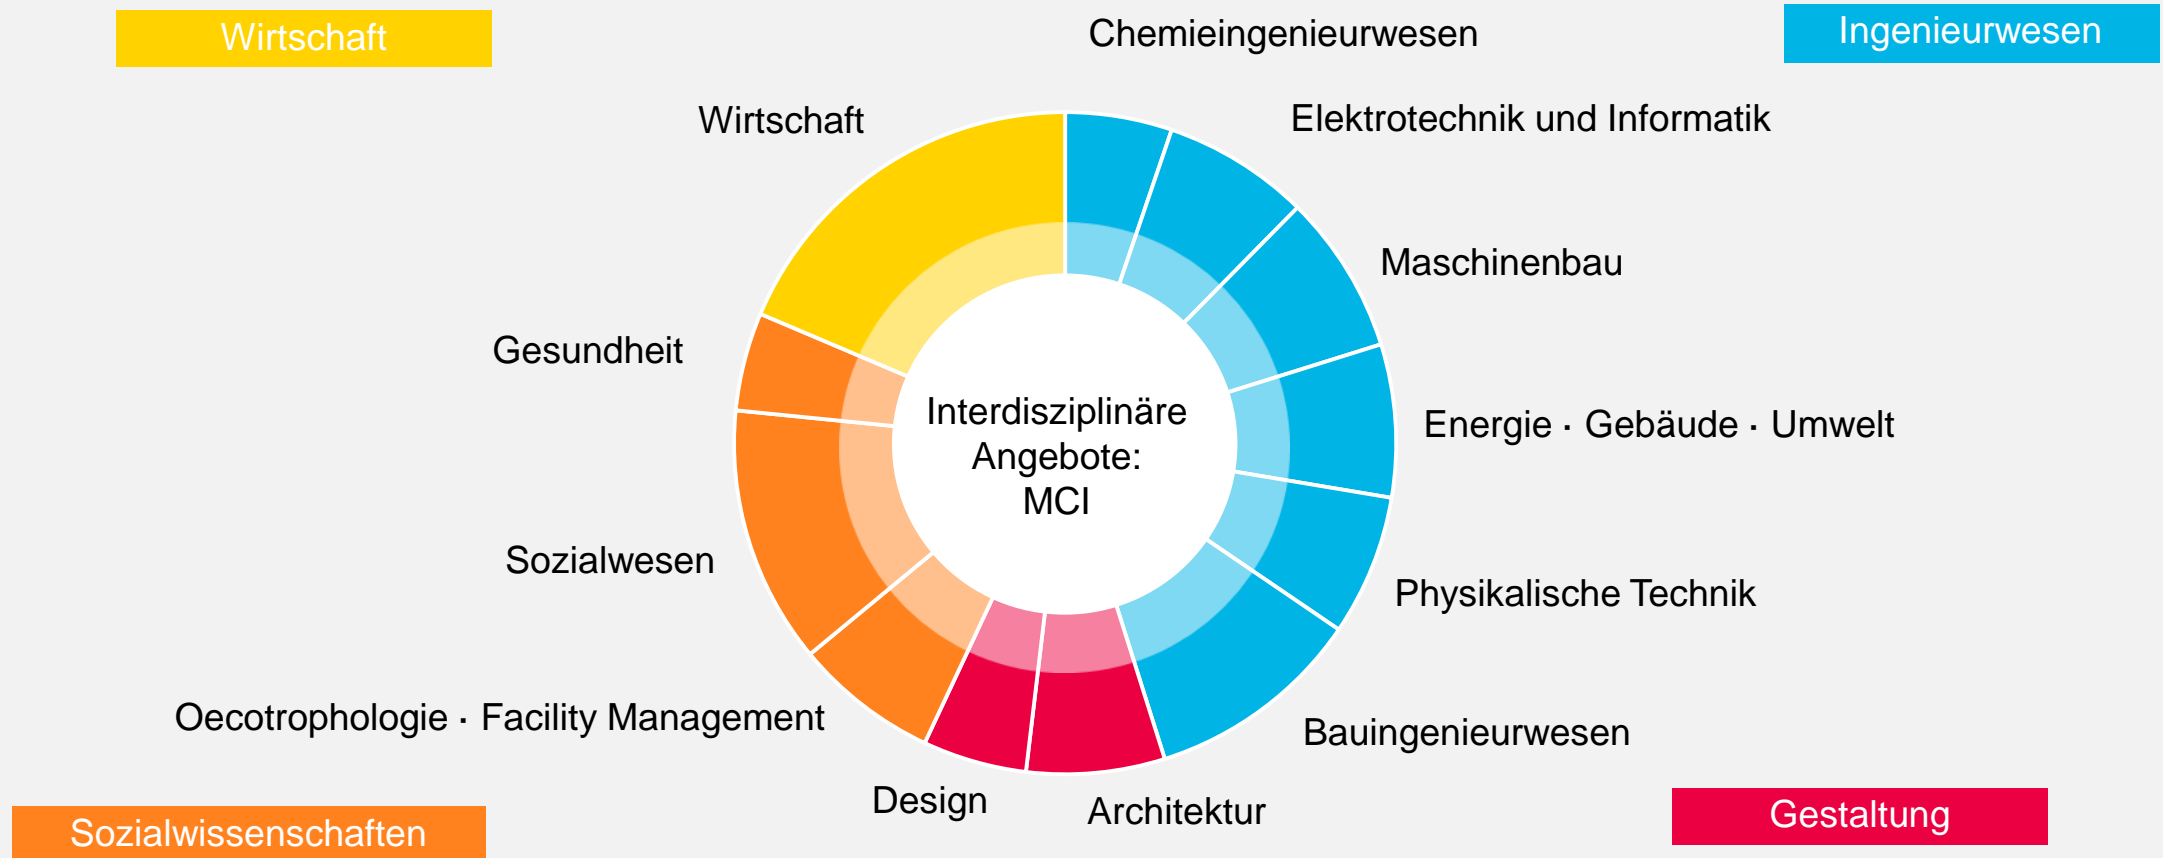 Wirtschaft
Chemieingenieurwesen
Ingenieurwesen
Wirtschaft
Elektrotechnik und Informatik
Maschinenbau
Gesundheit
Interdisziplinäre
Angebote:
MCI
Energie · Gebäude · Umwelt
Sozialwesen
Physikalische Technik
Oecotrophologie · Facility Management
Bauingenieurwesen
Design
Architektur
Sozialwissenschaften
Gestaltung